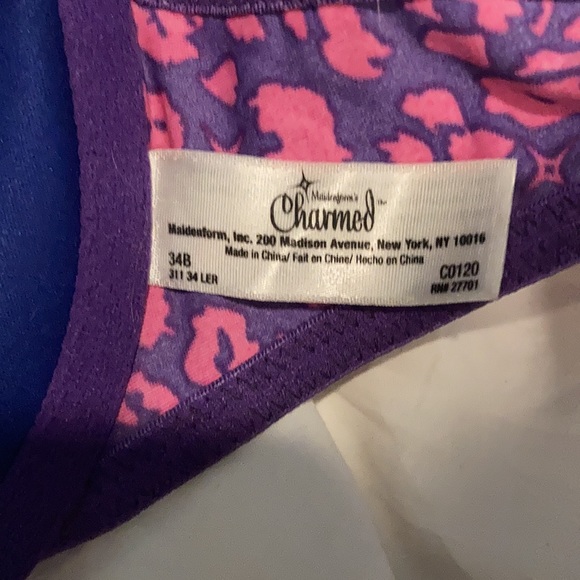 Maidenform's
Charmed™
Maidenform, Inc. 200 Madison Avenue, New York, NY 10016
Made in China/ Fait en Chine/ Hecho en China
34B C0120
311 34 LER RN# 27701